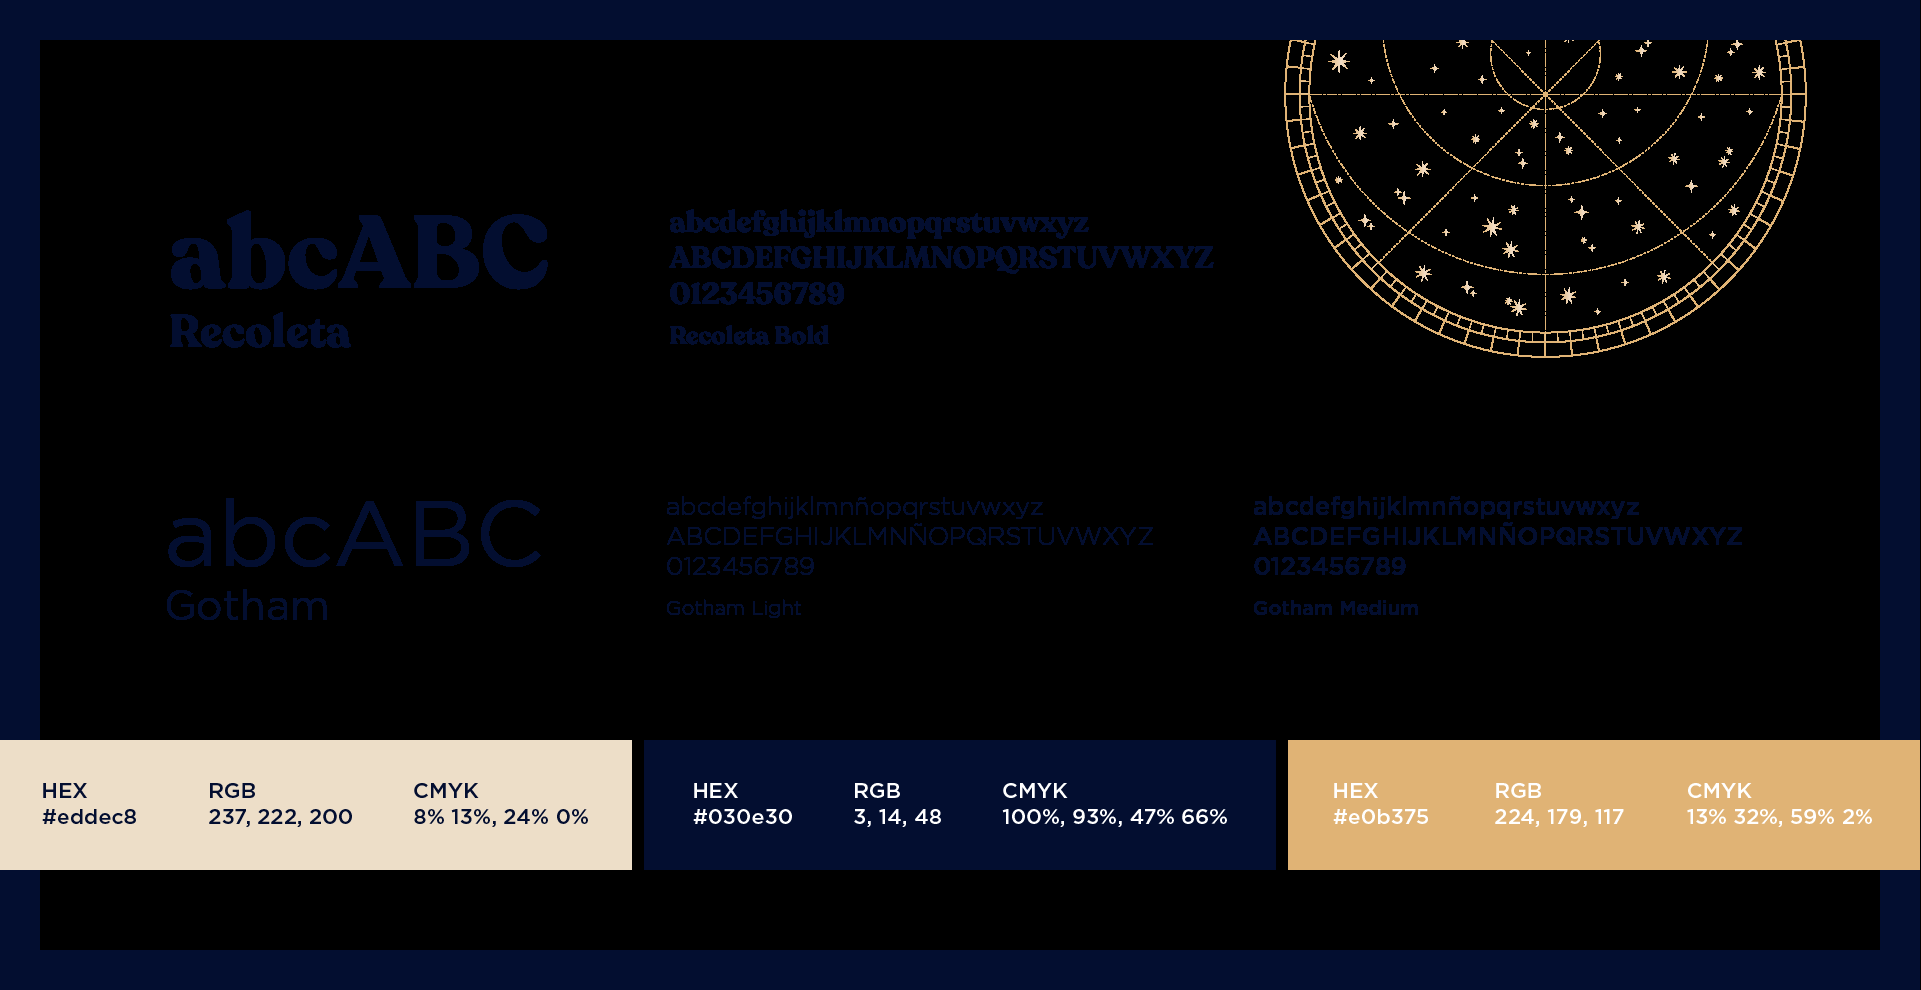 abcABC
Recoleta
abcdefghijklmnopqrstuvwxyz
ABCDEFGHIJKLMNOPQRSTUVWXYZ
0123456789
Recoleta Bold
abcABC
Gotham
abcdefghijklmnñopqrstuvwxyz
ABCDEFGHIJKLMNÑOPQRSTUVWXYZ
0123456789
Gotham Light
abcdefghijklmnñopqrstuvwxyz
ABCDEFGHIJKLMNÑOPQRSTUVWXYZ
0123456789
Gotham Medium
HEX
#eddec8
RGB
237, 222, 200
CMYK
8% 13%, 24% 0%
HEX
#030e30
RGB
3, 14, 48
CMYK
100%, 93%, 47% 66%
HEX
#e0b375
RGB
224, 179, 117
CMYK
13% 32%, 59% 2%